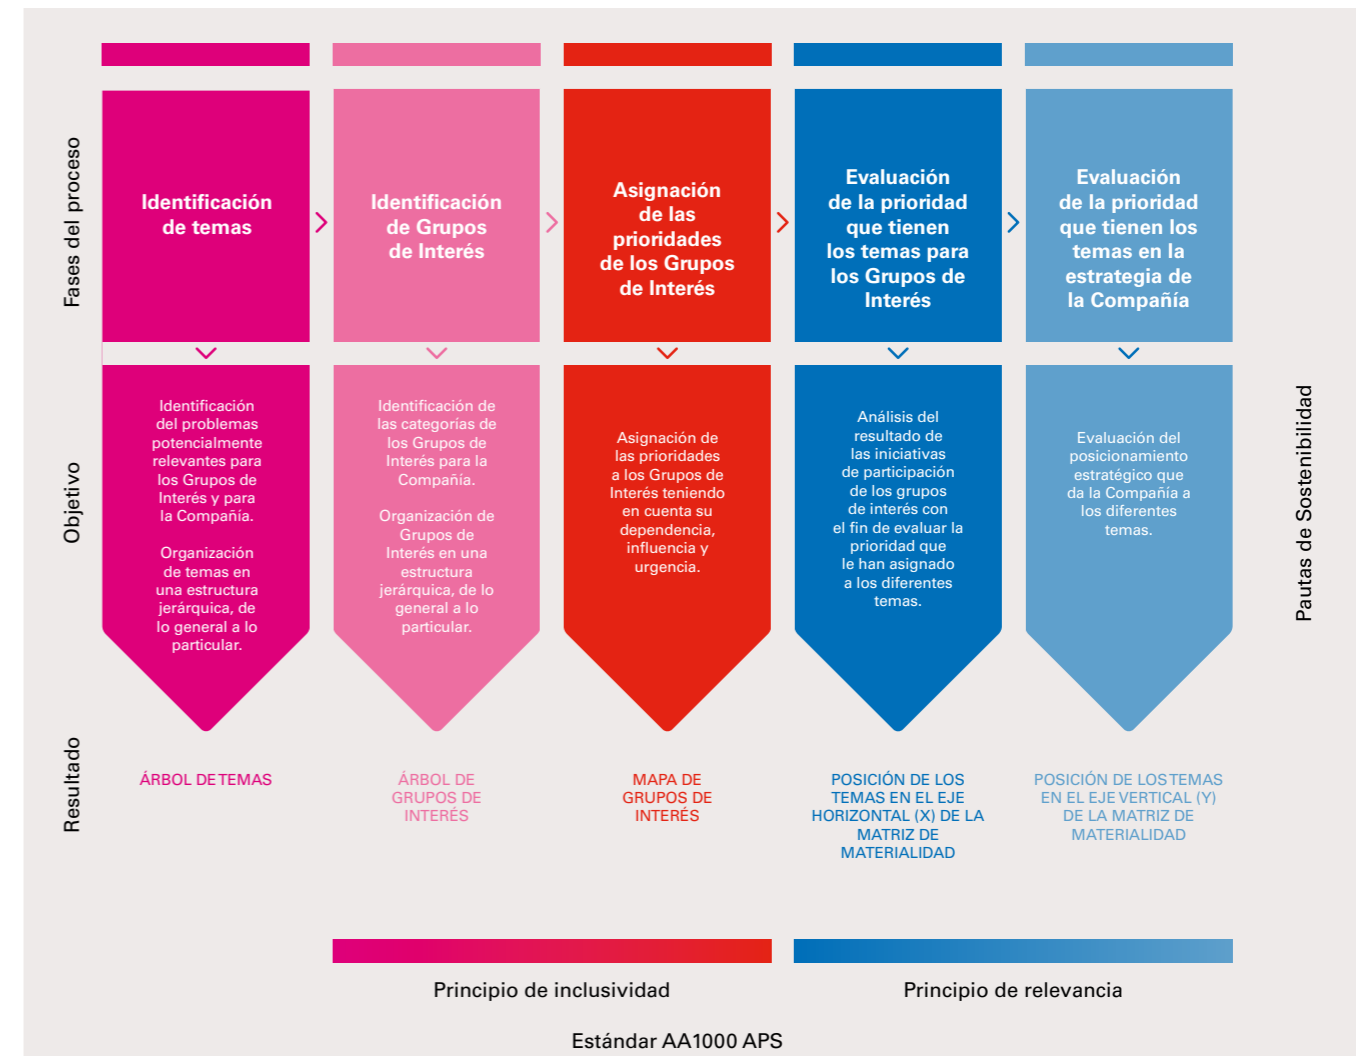 Fases del proceso
Identificación
de temas
Identificación
de Grupos
de Interés
Asignación
de las
prioridades
de los Grupos
de Interés
Evaluación
de la prioridad
que tienen
los temas para
los Grupos de
Interés
Evaluación
de la prioridad
que tienen los
temas en la
estrategia de
la Compañía
Objetivo
Identificación
del problemas
potencialmente
relevantes para
los Grupos de
Interés y para
la Compañía.
Organización
de temas en
una estructura
jerárquica, de
lo general a lo
particular.
Identificación de
las categorías de
los Grupos de
Interés para la
Compañía.
Organización de
Grupos de
Interés en una
estructura
jerárquica, de lo
general a lo
particular.
Asignación de
las prioridades
a los Grupos de
Interés teniendo
en cuenta su
dependencia,
influencia y
urgencia.
Análisis del
resultado de
las iniciativas
de participación
de los grupos
de interés con
el fin de evaluar la
prioridad que
le han asignado
a los diferentes
temas.
Evaluación del
posicionamiento
estratégico que
da la Compañía a
los diferentes
temas.
Pautas de Sostenibilidad
Resultado
ÁRBOL DE TEMAS
ÁRBOL DE
GRUPOS DE
INTERÉS
MAPA DE
GRUPOS DE
INTERÉS
POSICIÓN DE LOS
TEMAS EN EL EJE
HORIZONTAL (X) DE LA
MATRIZ DE
MATERIALIDAD
POSICIÓN DE LOS TEMAS
EN EL EJE VERTICAL (Y)
DE LA MATRIZ DE
MATERIALIDAD
Principio de inclusividad
Principio de relevancia
Estándar AA1000 APS